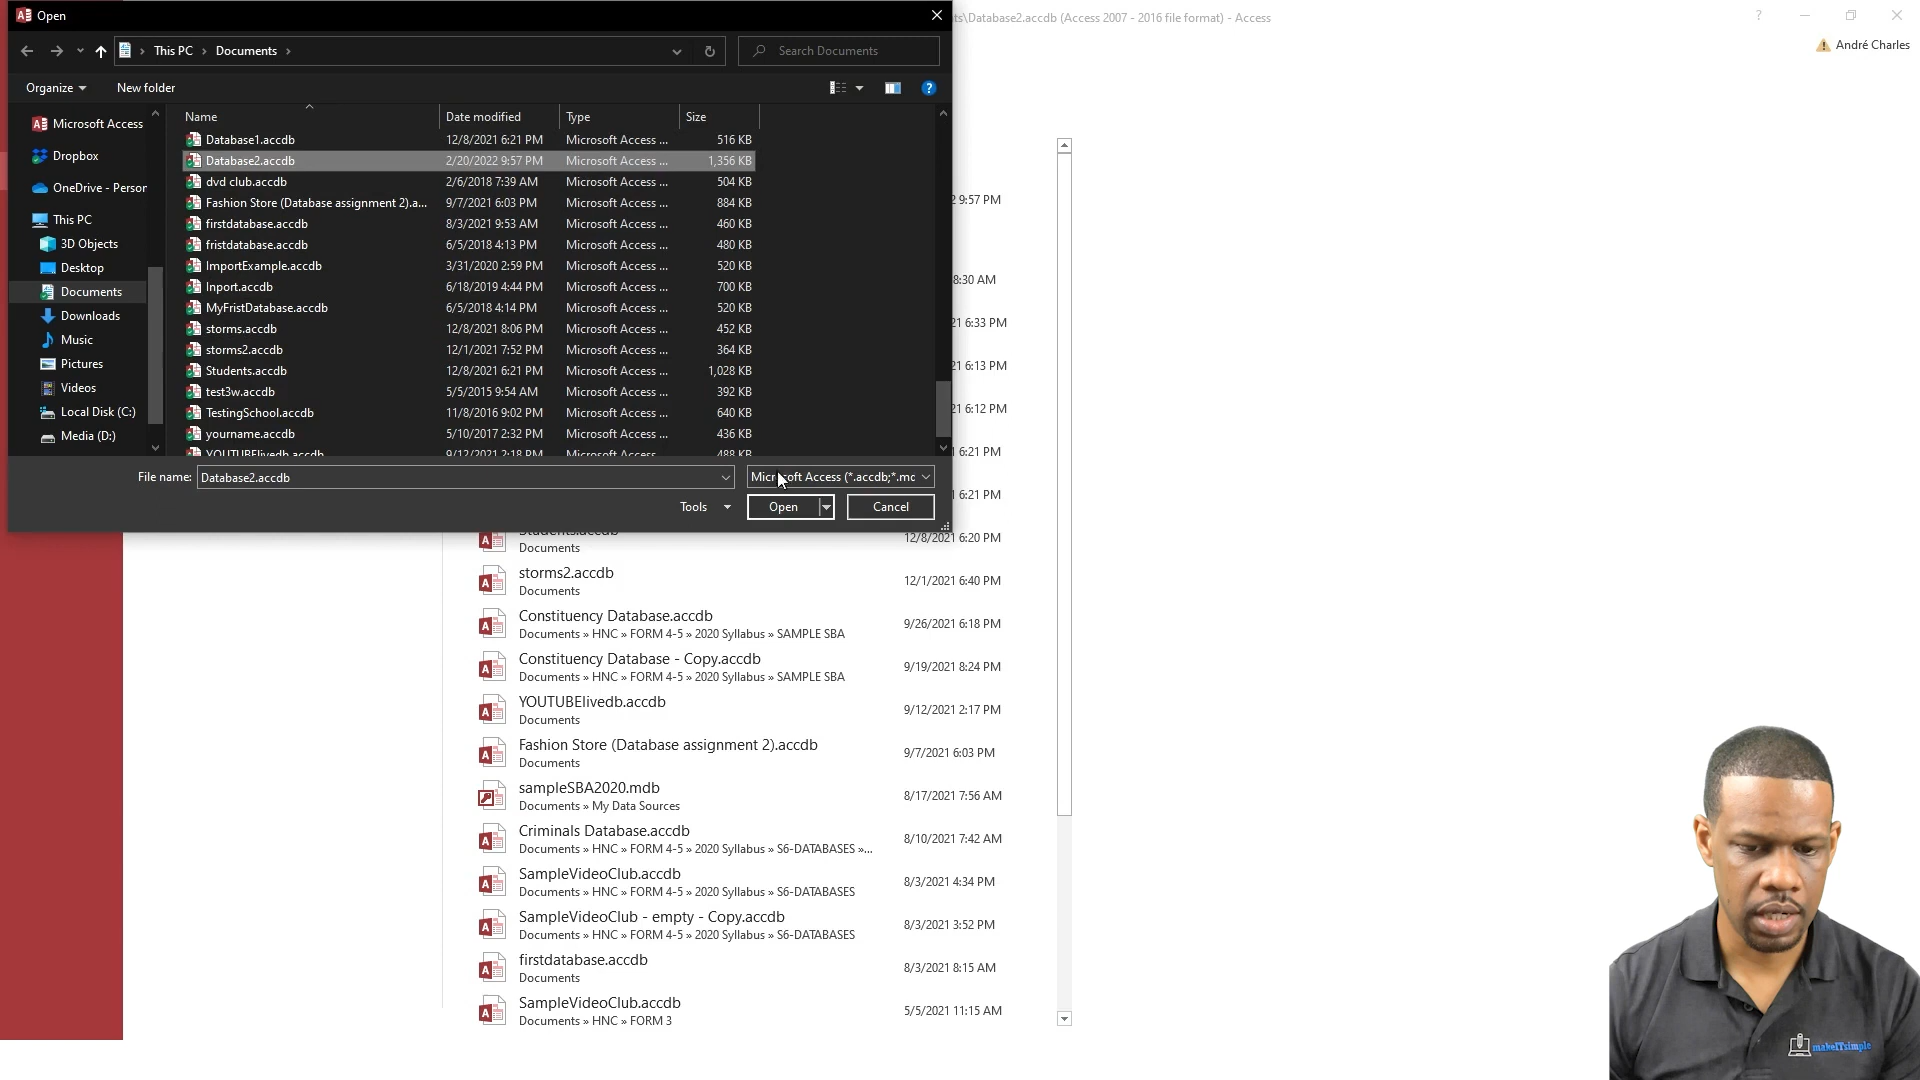 Open
ts\Database2.accdb (Access 2007 - 2016 file format) - Access
André Charles
This PC
Documents
Search Documents
Organize
New folder
Name Date modified Type Size
Microsoft Access
Dropbox
OneDrive - Person
This PC
3D Objects
Desktop
Documents
Downloads
Music
Pictures
Videos
Local Disk (C:)
Media (D:)
Database1.accdb 12/8/2021 6:21 PM Microsoft Access ... 516 KB
Database2.accdb 2/20/2022 9:57 PM Microsoft Access ... 1,356 KB
dvd club.accdb 2/6/2018 7:39 AM Microsoft Access ... 504 KB
Fashion Store (Database assignment 2).a... 9/7/2021 6:03 PM Microsoft Access ... 884 KB
firstdatabase.accdb 8/3/2021 9:53 AM Microsoft Access ... 460 KB
fristdatabase.accdb 6/5/2018 4:13 PM Microsoft Access ... 480 KB
ImportExample.accdb 3/31/2020 2:59 PM Microsoft Access ... 520 KB
Inport.accdb 6/18/2019 4:44 PM Microsoft Access ... 700 KB
MyFristDatabase.accdb 6/5/2018 4:14 PM Microsoft Access ... 520 KB
storms.accdb 12/8/2021 8:06 PM Microsoft Access ... 452 KB
storms2.accdb 12/1/2021 7:52 PM Microsoft Access ... 364 KB
Students.accdb 12/8/2021 6:21 PM Microsoft Access ... 1,028 KB
test3w.accdb 5/5/2015 9:54 AM Microsoft Access ... 392 KB
TestingSchool.accdb 11/8/2016 9:02 PM Microsoft Access ... 640 KB
yourname.accdb 5/10/2017 2:32 PM Microsoft Access ... 436 KB
YOUTUBElivedb.accdb 9/12/2021 2:18 PM Microsoft Access ... 488 KB
File name: Database2.accdb
Microsoft Access (*.accdb;*.mc
Tools
Open
Cancel
2 9:57 PM
8:30 AM
21 6:33 PM
21 6:13 PM
21 6:12 PM
1 6:21 PM
1 6:21 PM
Students.accdb
Documents
12/8/2021 6:20 PM
storms2.accdb
Documents
12/1/2021 6:40 PM
Constituency Database.accdb
Documents » HNC » FORM 4-5 » 2020 Syllabus » SAMPLE SBA
9/26/2021 6:18 PM
Constituency Database - Copy.accdb
Documents » HNC » FORM 4-5 » 2020 Syllabus » SAMPLE SBA
9/19/2021 8:24 PM
YOUTUBElivedb.accdb
Documents
9/12/2021 2:17 PM
Fashion Store (Database assignment 2).accdb
Documents
9/7/2021 6:03 PM
sampleSBA2020.mdb
Documents » My Data Sources
8/17/2021 7:56 AM
Criminals Database.accdb
Documents » HNC » FORM 4-5 » 2020 Syllabus » S6-DATABASES »...
8/10/2021 7:42 AM
SampleVideoClub.accdb
Documents » HNC » FORM 4-5 » 2020 Syllabus » S6-DATABASES
8/3/2021 4:34 PM
SampleVideoClub - empty - Copy.accdb
Documents » HNC » FORM 4-5 » 2020 Syllabus » S6-DATABASES
8/3/2021 3:52 PM
firstdatabase.accdb
Documents
8/3/2021 8:15 AM
SampleVideoClub.accdb
Documents » HNC » FORM 3
5/5/2021 11:15 AM
makeITsimple